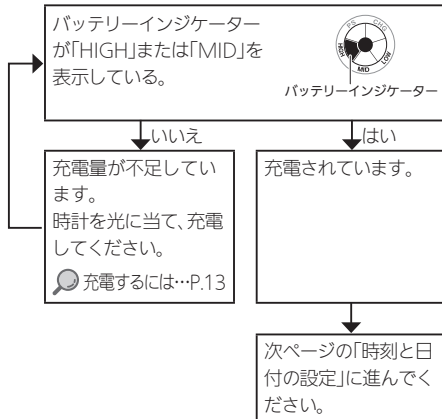 バッテリーインジケーター
が「HIGH」または「MID」を
表示している。
PS
CHG
HIGH
MID
LOW
バッテリーインジケーター
いいえ
はい
充電量が不足してい
ます。
時計を光に当て、充電
してください。
充電するには…P.13
充電されています。
次ページの「時刻と日
付の設定」に進んでく
ださい。